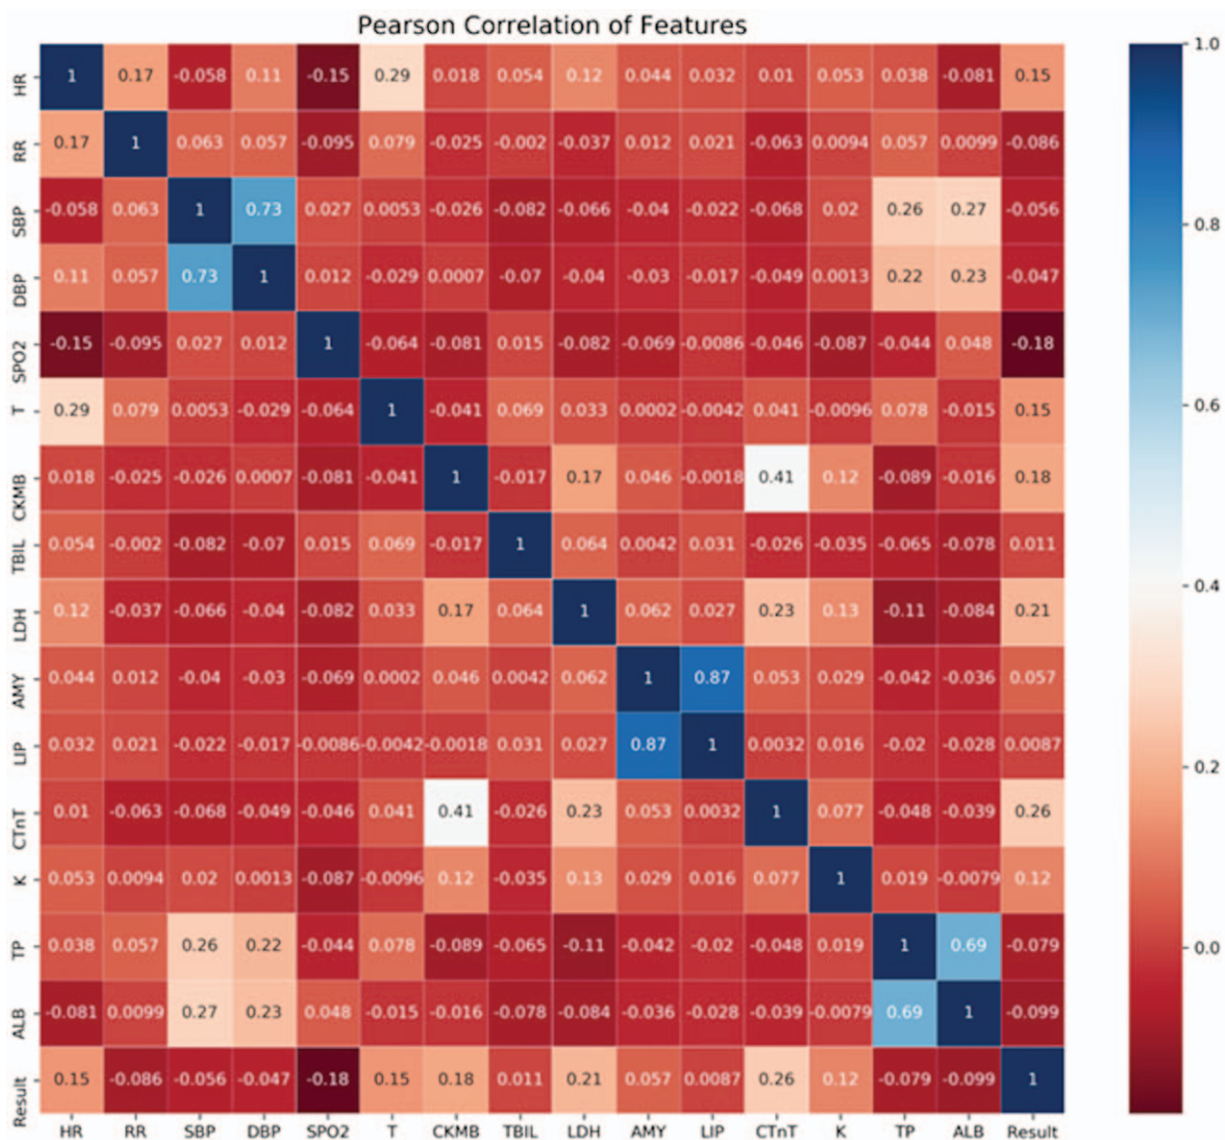 Pearson Correlation of Features
HR 1 0.17 -0.058 0.11 -0.15 0.29 0.018 0.054 0.12 0.044 0.032 0.01 0.053 0.038 -0.081 0.15
RR 0.17 1 0.063 0.057 -0.095 0.079 -0.025 -0.002 -0.037 0.012 0.021 -0.063 0.0094 0.057 0.0099 -0.086
SBP -0.058 0.063 1 0.73 0.027 0.0053 -0.026 -0.082 -0.066 -0.04 -0.022 -0.068 0.02 0.26 0.27 -0.056
DBP 0.11 0.057 0.73 1 0.012 -0.029 0.0007 -0.07 -0.04 -0.03 -0.017 -0.049 0.0013 0.22 0.23 -0.047
SPO2 -0.15 -0.095 0.027 0.012 1 -0.064 -0.081 0.015 -0.082 -0.069 -0.0086 -0.046 -0.087 -0.044 0.048 -0.18
T 0.29 0.079 0.0053 -0.029 -0.064 1 -0.041 0.069 0.033 0.0002 -0.0042 0.041 -0.0096 0.078 -0.015 0.15
CKMB 0.018 -0.025 -0.026 0.0007 -0.081 -0.041 1 -0.017 0.17 0.046 -0.0018 0.41 0.12 -0.089 -0.016 0.18
TBIL 0.054 -0.002 -0.082 -0.07 0.015 0.069 -0.017 1 0.064 0.0042 0.031 -0.026 -0.035 -0.065 -0.078 0.011
LDH 0.12 -0.037 -0.066 -0.04 -0.082 0.033 0.17 0.064 1 0.062 0.027 0.23 0.13 -0.11 -0.084 0.21
AMY 0.044 0.012 -0.04 -0.03 -0.069 0.0002 0.046 0.0042 0.062 1 0.87 0.053 0.029 -0.042 -0.036 0.057
LIP 0.032 0.021 -0.022 -0.017 -0.0086 -0.0042 -0.0018 0.031 0.027 0.87 1 0.0032 0.016 -0.02 -0.028 0.0087
CTnT 0.01 -0.063 -0.068 -0.049 -0.046 0.041 0.41 -0.026 0.23 0.053 0.0032 1 0.077 -0.048 -0.039 0.26
K 0.053 0.0094 0.02 0.0013 -0.087 -0.0096 0.12 -0.035 0.13 0.029 0.016 0.077 1 0.019 -0.0079 0.12
TP 0.038 0.057 0.26 0.22 -0.044 0.078 -0.089 -0.065 -0.11 -0.042 -0.02 -0.048 0.019 1 0.69 -0.079
ALB -0.081 0.0099 0.27 0.23 0.048 -0.015 -0.016 -0.078 -0.084 -0.036 -0.028 -0.039 -0.0079 0.69 1 -0.099
Result 0.15 -0.086 -0.056 -0.047 -0.18 0.15 0.18 0.011 0.21 0.057 0.0087 0.26 0.12 -0.079 -0.099 1
HR RR SBP DBP SPO2 T CKMB TBIL LDH AMY LIP CTnT K TP ALB Result
1.0
0.8
0.6
0.4
0.2
0.0